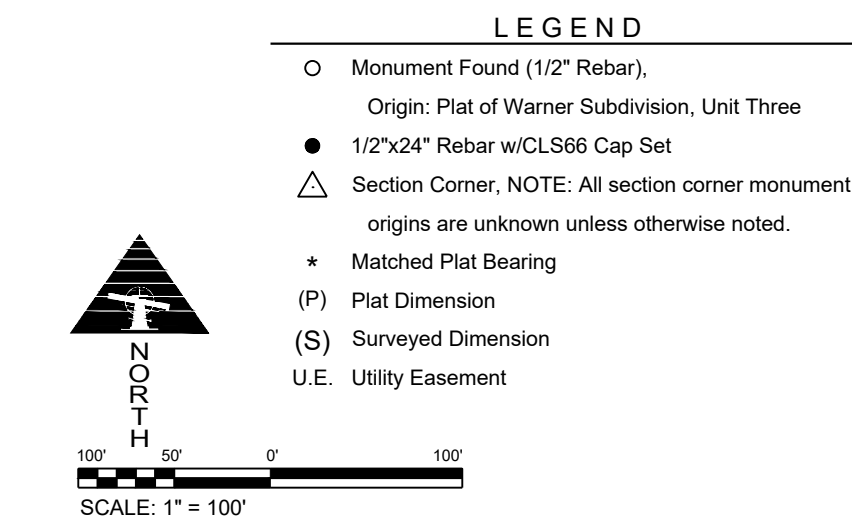 L E G E N D
Monument Found (1/2" Rebar),
Origin: Plat of Warner Subdivision, Unit Three
1/2"x24" Rebar w/CLS66 Cap Set
Section Corner, NOTE: All section corner monument
origins are unknown unless otherwise noted.
* Matched Plat Bearing
(P) Plat Dimension
(S) Surveyed Dimension
U.E. Utility Easement
NORTH
100' 50' 0' 100'
SCALE: 1" = 100'